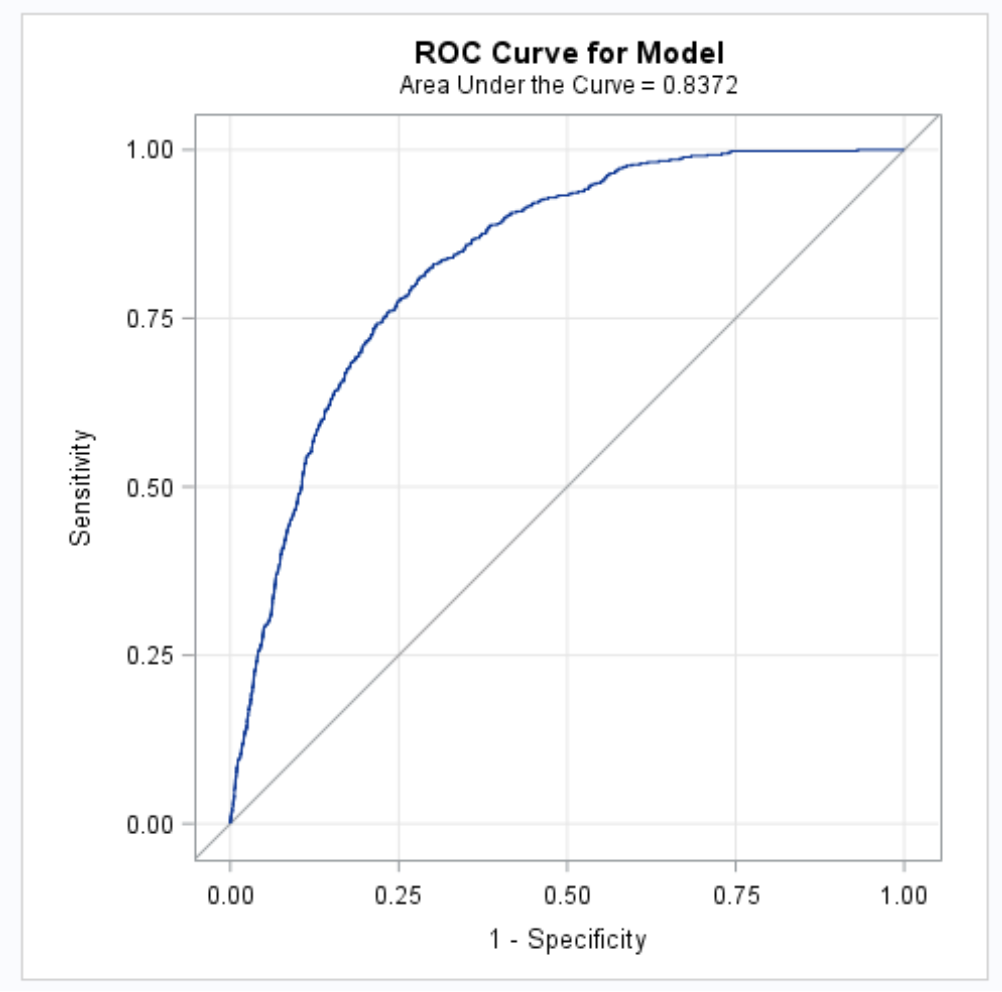 ROC Curve for Model
Area Under the Curve = 0.8372
1.00
0.75
0.50
0.25
0.00
Sensitivity
0.00 0.25 0.50 0.75 1.00
1 - Specificity